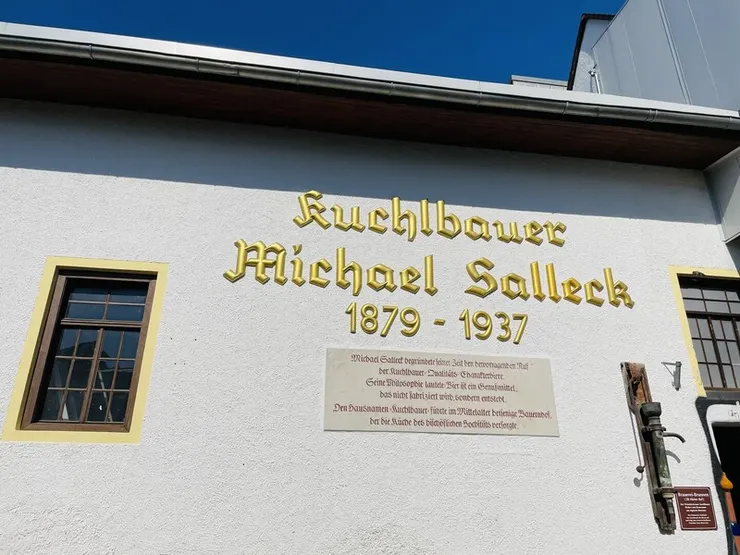 Kuchlbauer
Michael Salleck
1879 - 1937
Michael Salleck begründete seiner Zeit den hervorragenden Ruf
der Kuchlbauer-Qualitäts-Charakterbiere.
Seine Philosophie lautete-Bier ist ein Genußmittel,
das nicht fabriziert wird, sondern entsteht.
Den Hausnamen-Kuchlbauer-führte im Mittelalter derjenige Bauernhof,
der die Küche des bischöflichen Hochstifts versorgte.
Brauerei-Brunnen